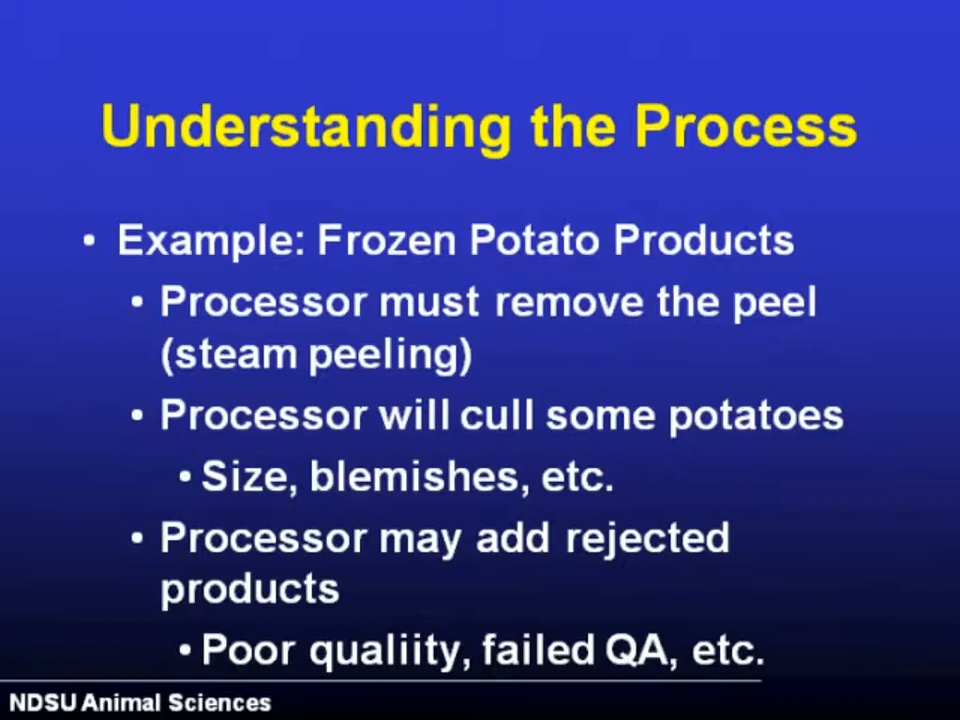 Understanding the Process
• Example: Frozen Potato Products
• Processor must remove the peel
(steam peeling)
• Processor will cull some potatoes
• Size, blemishes, etc.
• Processor may add rejected
products
• Poor qualiity, failed QA, etc.
NDSU Animal Sciences